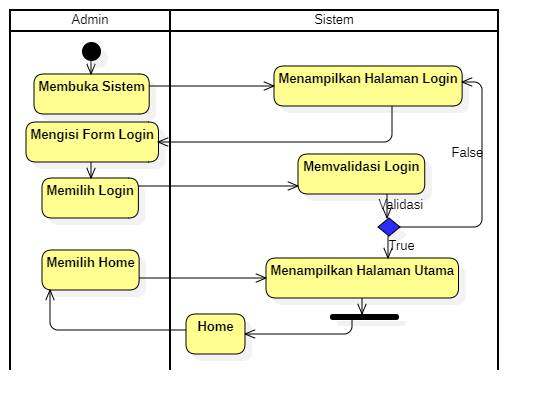 Admin
Sistem
Membuka Sistem
Menampilkan Halaman Login
Mengisi Form Login
False
Memvalidasi Login
Memilih Login
Validasi
True
Memilih Home
Menampilkan Halaman Utama
Home